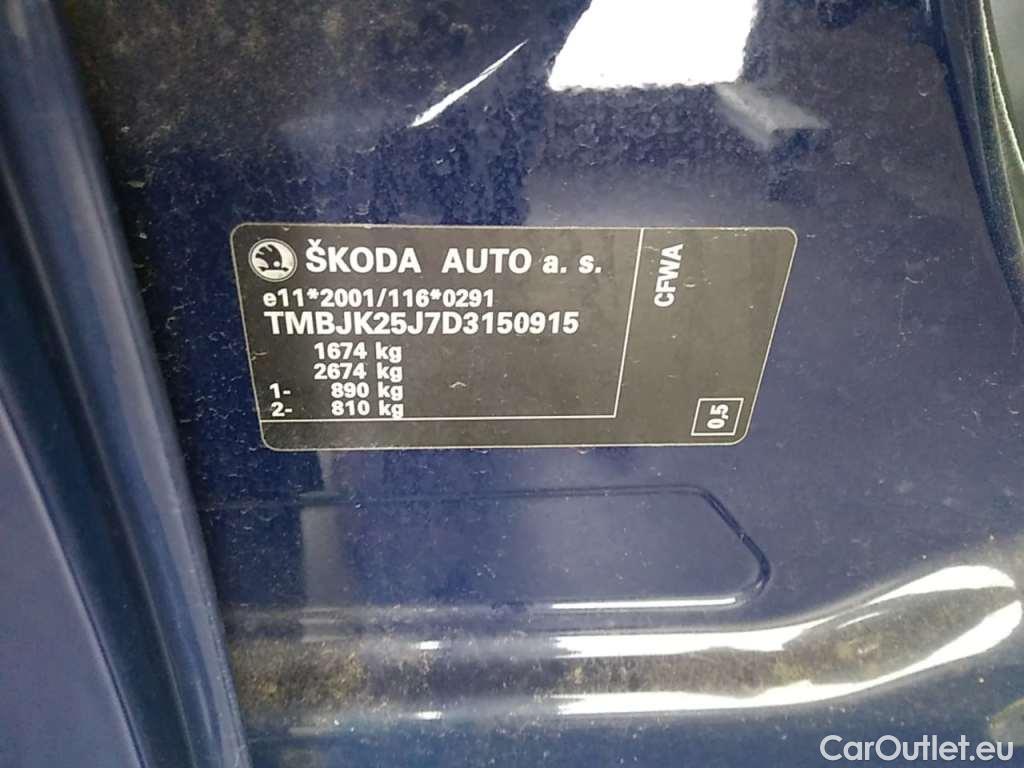 ŠKODA AUTO a. s.
e11*2001/116*0291
TMBJK25J7D3150915
1674 kg
2674 kg
1- 890 kg
2- 810 kg
CFWA
0,5
CarOutlet.eu